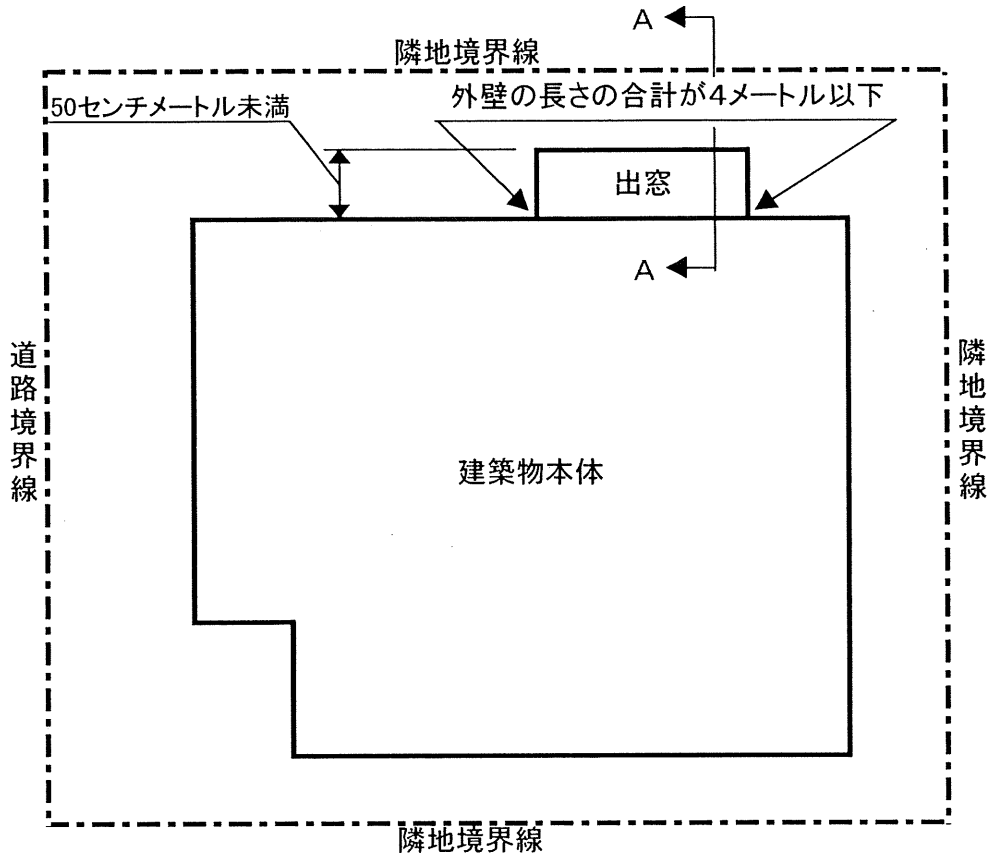 A
隣地境界線
50センチメートル未満
外壁の長さの合計が4メートル以下
出窓
A
道路境界線
隣地境界線
建築物本体
隣地境界線